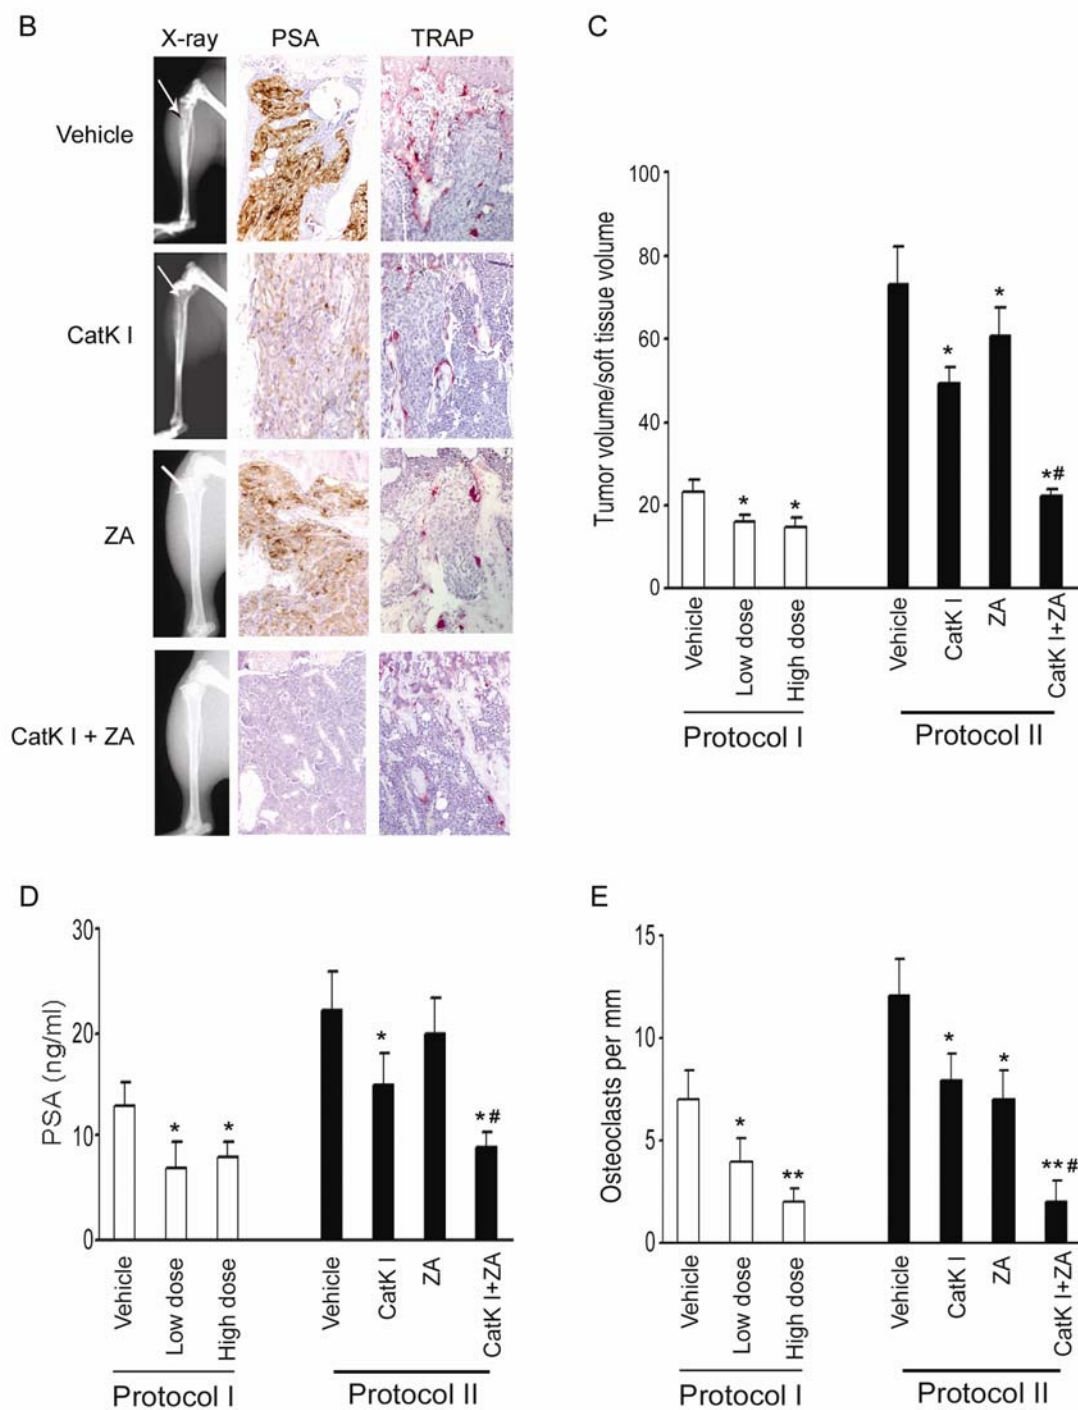 B
X-ray PSA TRAP
Vehicle
CatK I
ZA
CatK I + ZA
C
Tumor volume/soft tissue volume
100
80
60
40
20
0
Vehicle
Low dose
High dose
Protocol I
*
*
Vehicle
CatK I
ZA
CatK I+ZA
Protocol II
*
*
*#
D
PSA (ng/ml)
30
20
10
0
Vehicle
Low dose
High dose
Protocol I
*
*
Vehicle
CatK I
ZA
CatK I+ZA
Protocol II
*
*#
E
Osteoclasts per mm
15
10
5
0
Vehicle
Low dose
High dose
Protocol I
*
**
Vehicle
CatK I
ZA
CatK I+ZA
Protocol II
*
*
**#